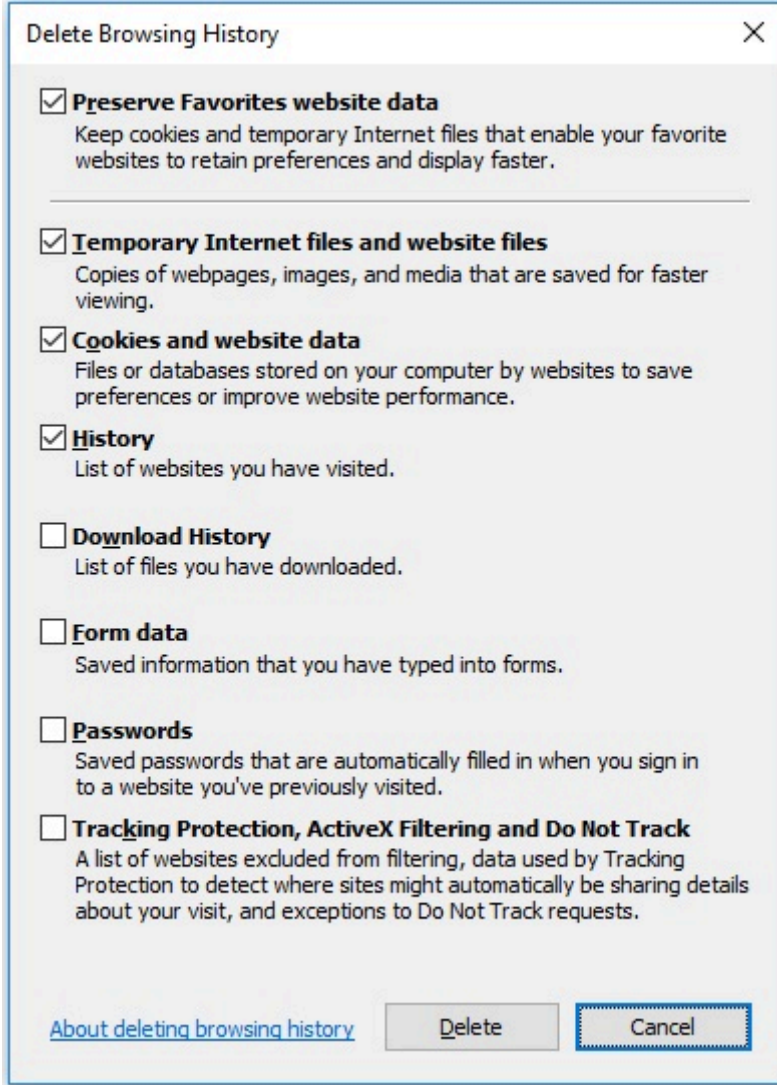 Delete Browsing History
Preserve Favorites website data
Keep cookies and temporary Internet files that enable your favorite
websites to retain preferences and display faster.
Temporary Internet files and website files
Copies of webpages, images, and media that are saved for faster
viewing.
Cookies and website data
Files or databases stored on your computer by websites to save
preferences or improve website performance.
History
List of websites you have visited.
Download History
List of files you have downloaded.
Form data
Saved information that you have typed into forms.
Passwords
Saved passwords that are automatically filled in when you sign in
to a website you've previously visited.
Tracking Protection, ActiveX Filtering and Do Not Track
A list of websites excluded from filtering, data used by Tracking
Protection to detect where sites might automatically be sharing details
about your visit, and exceptions to Do Not Track requests.
About deleting browsing history Delete Cancel